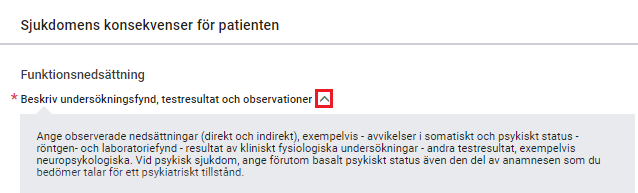 Sjukdomens konsekvenser för patienten
Funktionsnedsättning
* Beskriv undersökningsfynd, testresultat och observationer
Ange observerade nedsättningar (direkt och indirekt), exempelvis - avvikelser i somatiskt och psykiskt status -
röntgen- och laboratoriefynd - resultat av kliniskt fysiologiska undersökningar - andra testresultat, exempelvis
neuropsykologiska. Vid psykisk sjukdom, ange förutom basalt psykiskt status även den del av anamnesen som du
bedömer talar för ett psykiatriskt tillstånd.